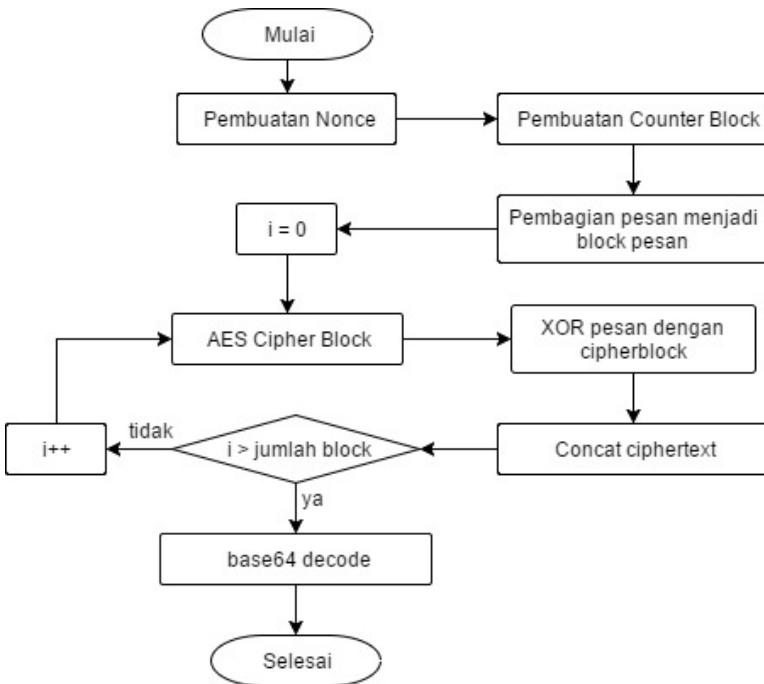 Mulai
Pembuatan Nonce
Pembuatan Counter Block
Pembagian pesan menjadi
block pesan
i = 0
AES Cipher Block
XOR pesan dengan
cipherblock
Concat ciphertext
i > jumlah block
tidak
i++
ya
base64 decode
Selesai